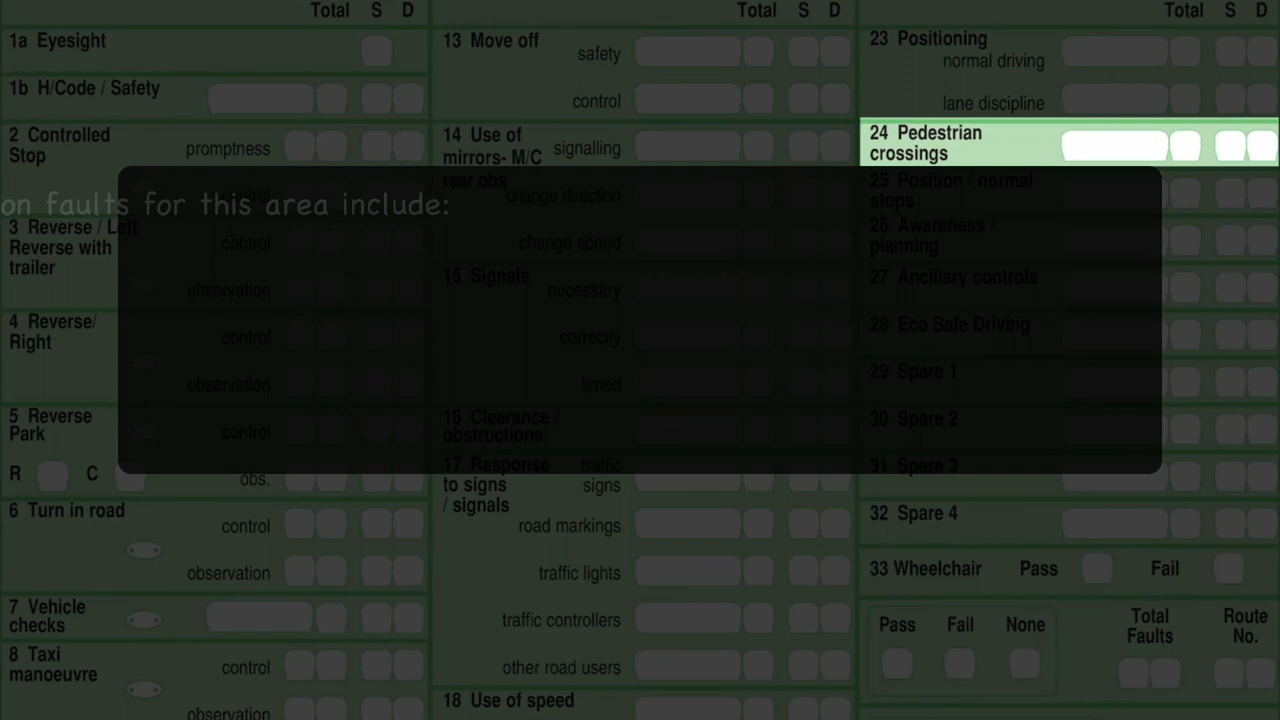 Total S D
1a Eyesight
1b H/Code / Safety
2 Controlled
Stop
promptness
control
on faults for this area include:
3 Reverse / Left
Reverse with
trailer
control
observation
4 Reverse/
Right
control
observation
5 Reverse
Park
control
R C
obs.
6 Turn in road
control
observation
7 Vehicle
checks
8 Taxi
manoeuvre
control
observation
Total S D
13 Move off
safety
control
14 Use of
mirrors- M/C
rear obs
signalling
change direction
change speed
15 Signals
necessary
correctly
timed
16 Clearance /
obstructions
17 Response
to signs
/ signals
traffic
signs
road markings
traffic lights
traffic controllers
other road users
18 Use of speed
Total S D
23 Positioning
normal driving
lane discipline
24 Pedestrian
crossings
25 Position / normal
stops
26 Awareness /
planning
27 Ancillary controls
28 Eco Safe Driving
29 Spare 1
30 Spare 2
31 Spare 3
32 Spare 4
33 Wheelchair Pass Fail
Pass Fail None
Total
Faults
Route
No.